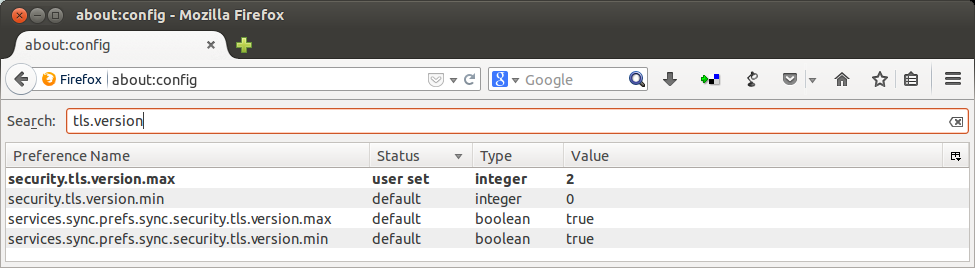 about:config - Mozilla Firefox
about:config
Firefox about:config Google
Search: tls.version
Preference Name Status Type Value
security.tls.version.max user set integer 2
security.tls.version.min default integer 0
services.sync.prefs.sync.security.tls.version.max default boolean true
services.sync.prefs.sync.security.tls.version.min default boolean true